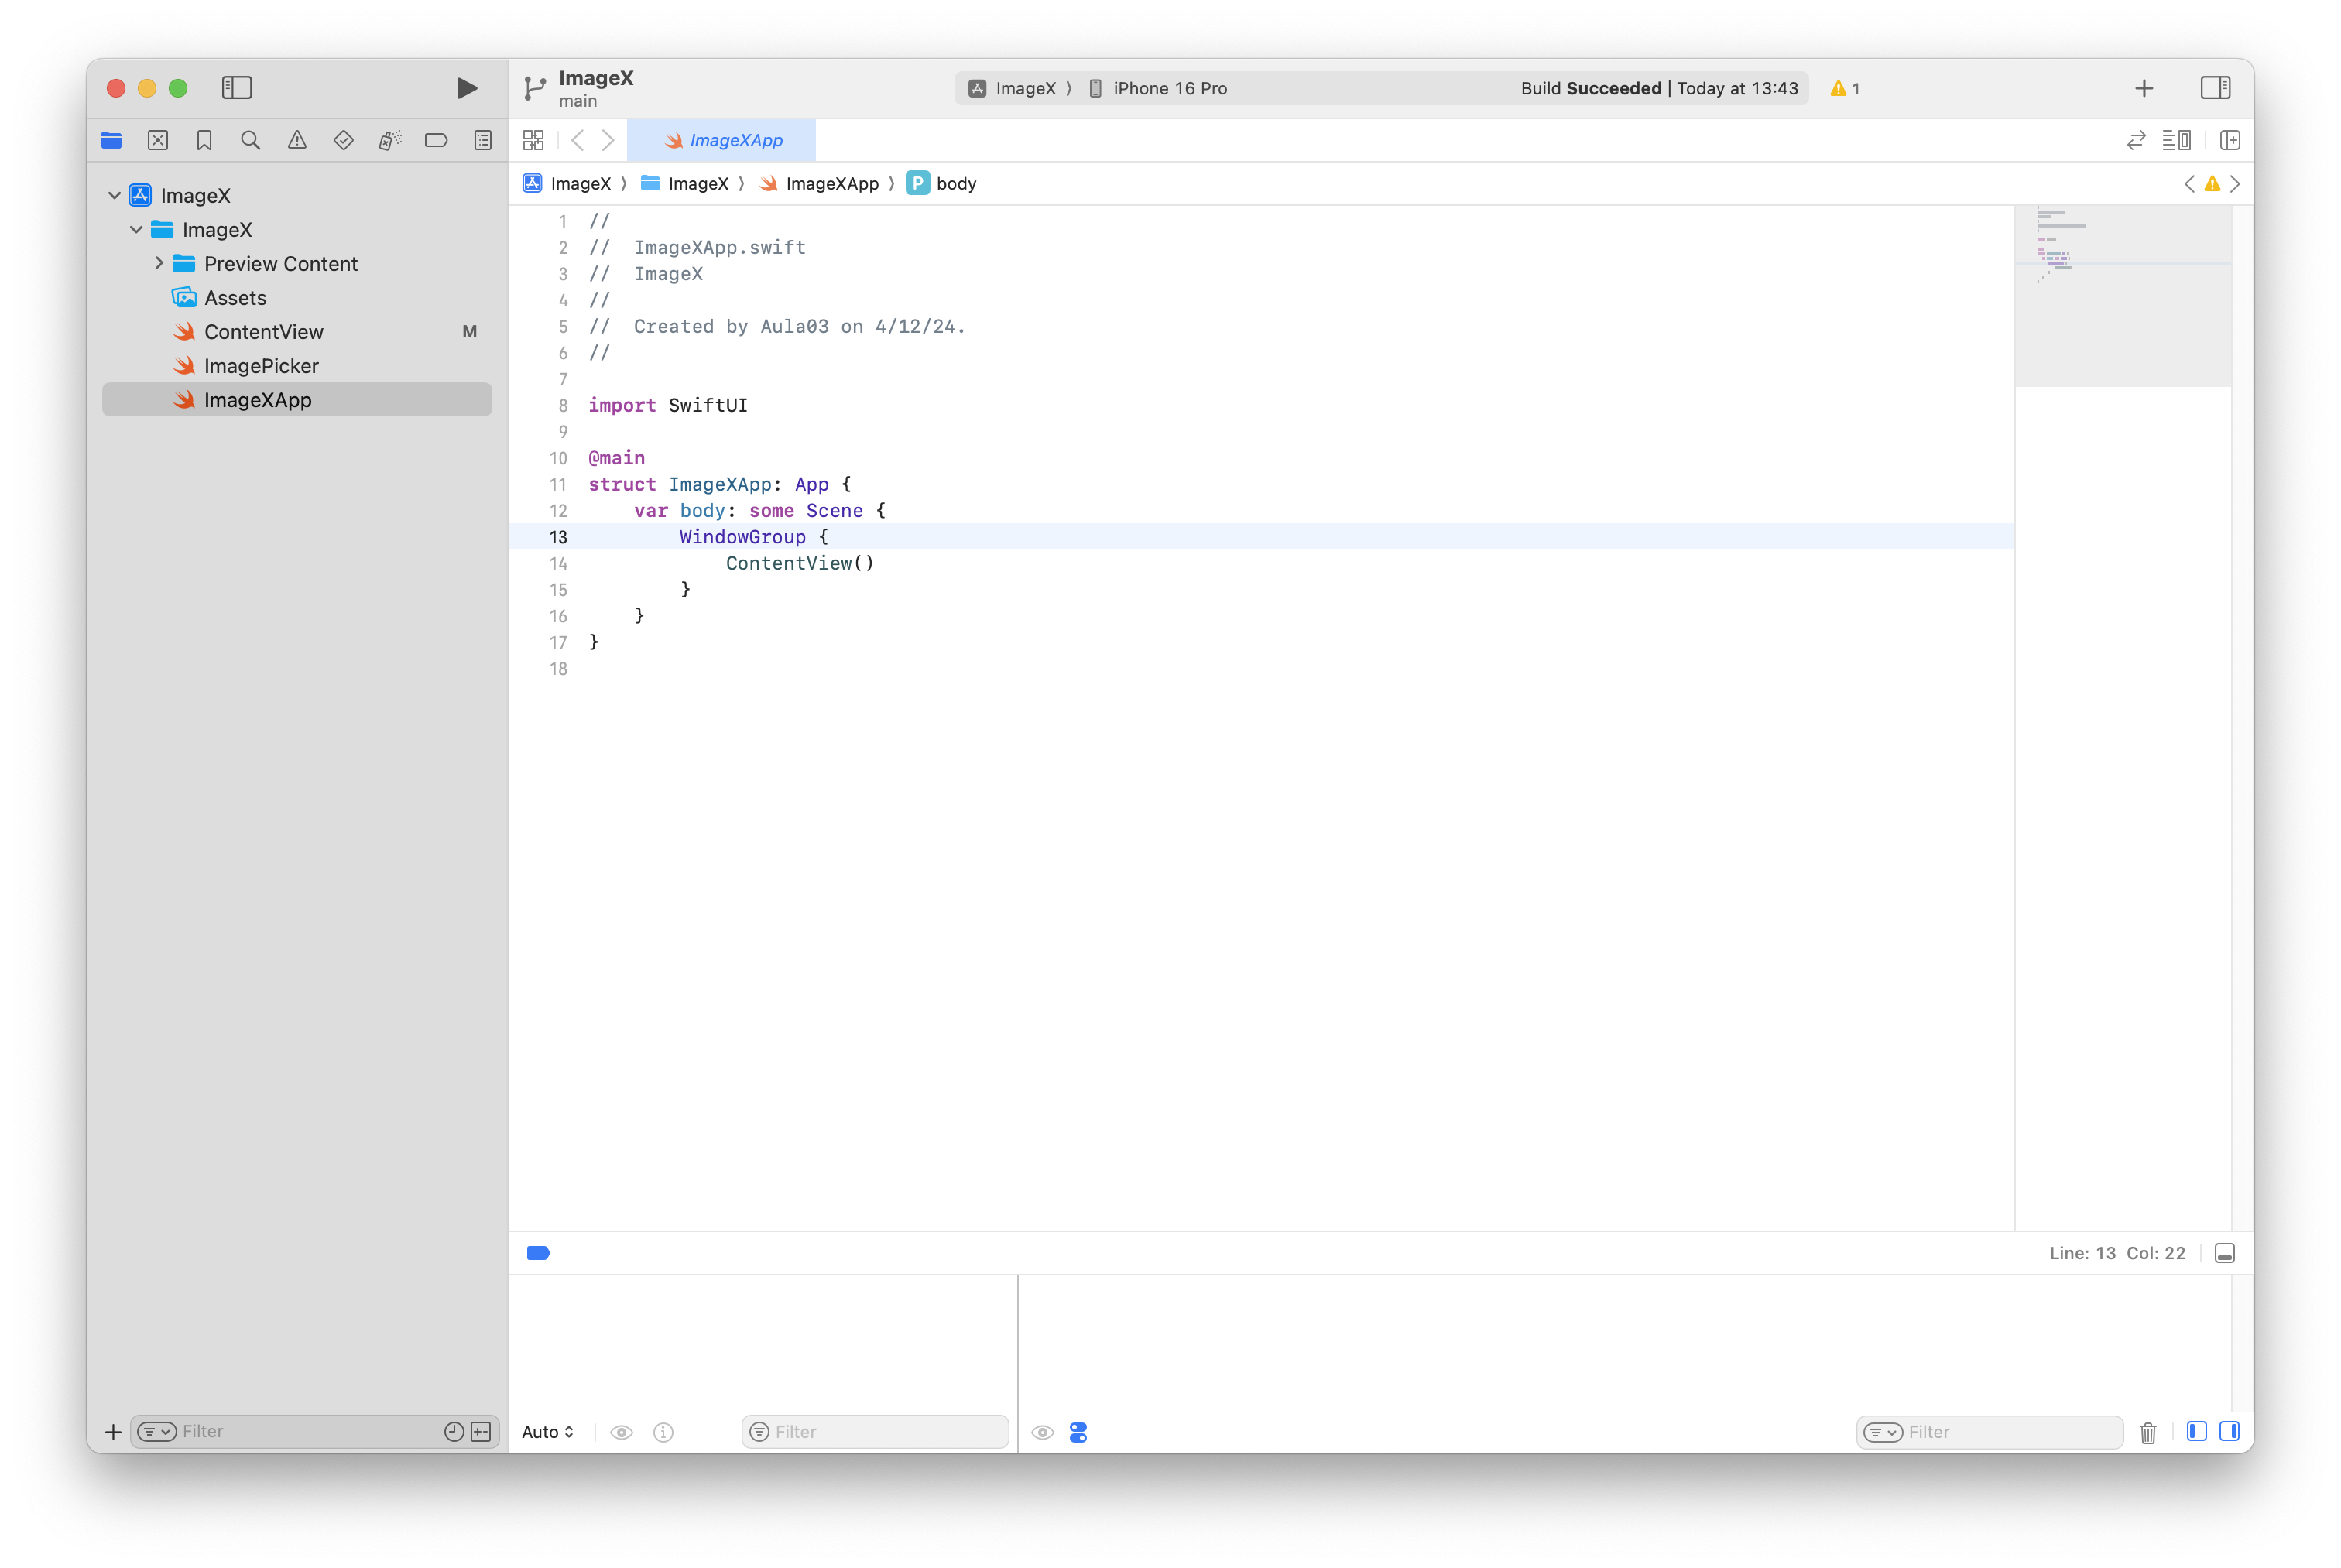 ImageX
main
ImageX
iPhone 16 Pro
Build Succeeded | Today at 13:43
1
ImageXApp
ImageX
ImageX
ImageXApp
P
body
ImageX
ImageX
Preview Content
Assets
ContentView
M
ImagePicker
ImageXApp
1 //
2 //  ImageXApp.swift
3 //  ImageX
4 //
5 //  Created by Aula03 on 4/12/24.
6 //
7
8 import SwiftUI
9
10 @main
11 struct ImageXApp: App {
12     var body: some Scene {
13         WindowGroup {
14             ContentView()
15         }
16     }
17 }
18
Line: 13 Col: 22
Filter
Auto
Filter
Filter